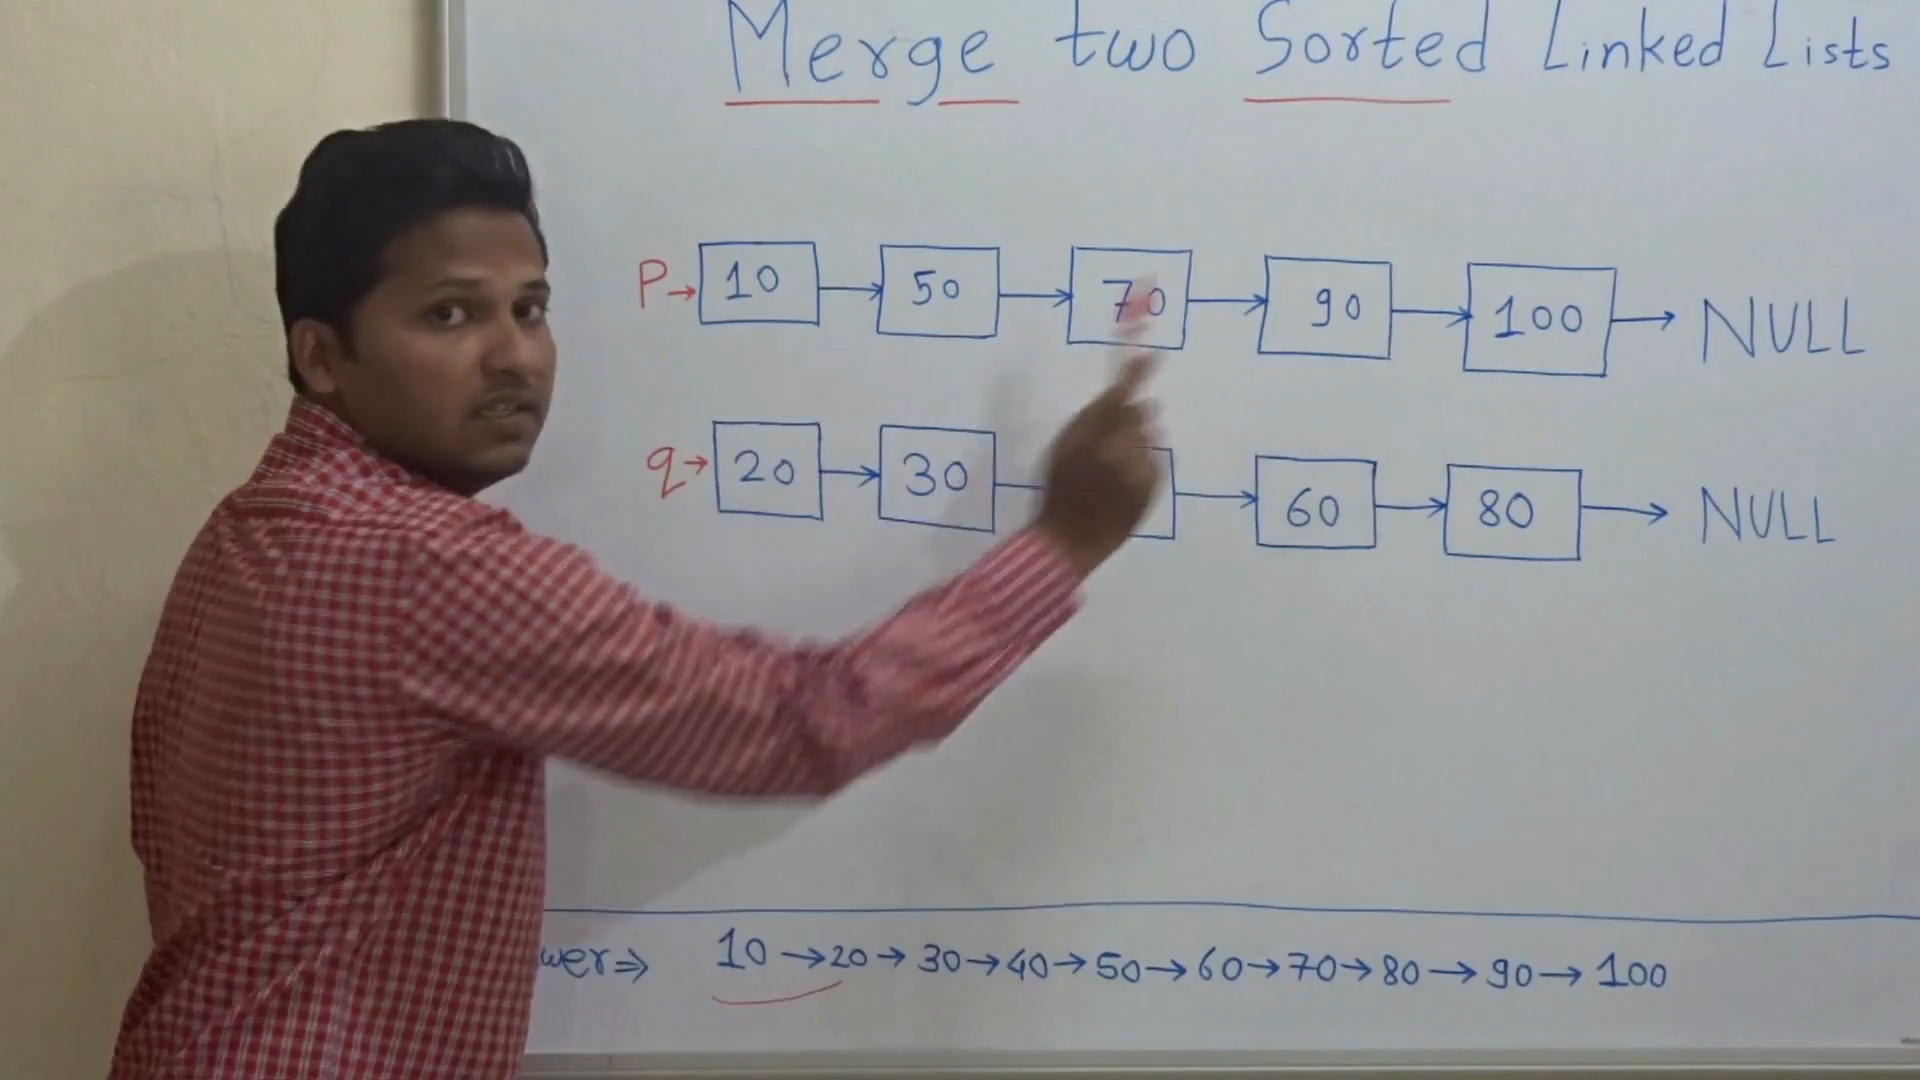 Merge two Sorted Linked Lists
P→ 10 → 50 → 70 → 90 → 100 → NULL
q→ 20 → 30 → 60 → 80 → NULL
wer⇒ 10 → 20 → 30 → 40 → 50 → 60 → 70 → 80 → 90 → 100